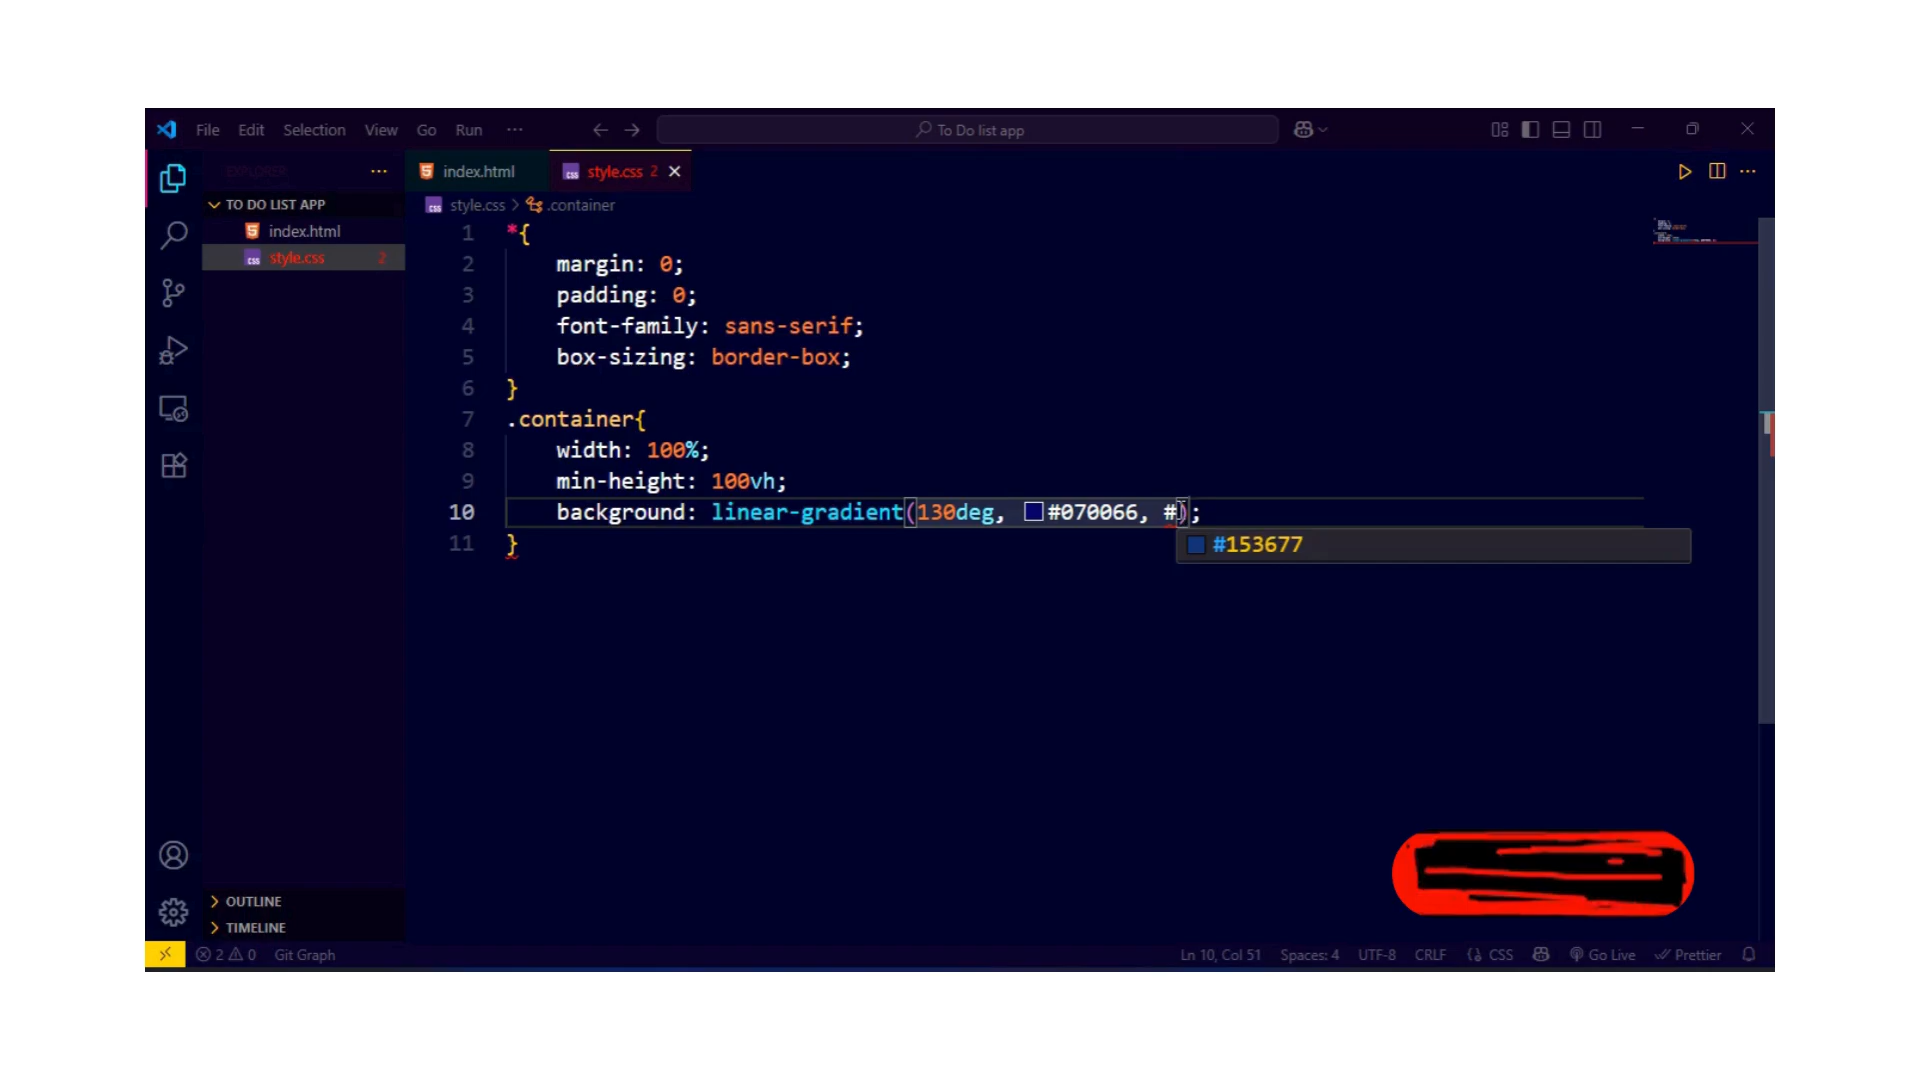 File Edit Selection View Go Run ···
To Do list app
EXPLORER ···
index.html
style.css 2
TO DO LIST APP
index.html
style.css 2
style.css > .container
1 *{
2 margin: 0;
3 padding: 0;
4 font-family: sans-serif;
5 box-sizing: border-box;
6 }
7 .container{
8 width: 100%;
9 min-height: 100vh;
10 background: linear-gradient(130deg, #070066, #);
#153677
11 }
OUTLINE
TIMELINE
2 0 Git Graph
Ln 10, Col 51 Spaces: 4 UTF-8 CRLF CSS Go Live Prettier